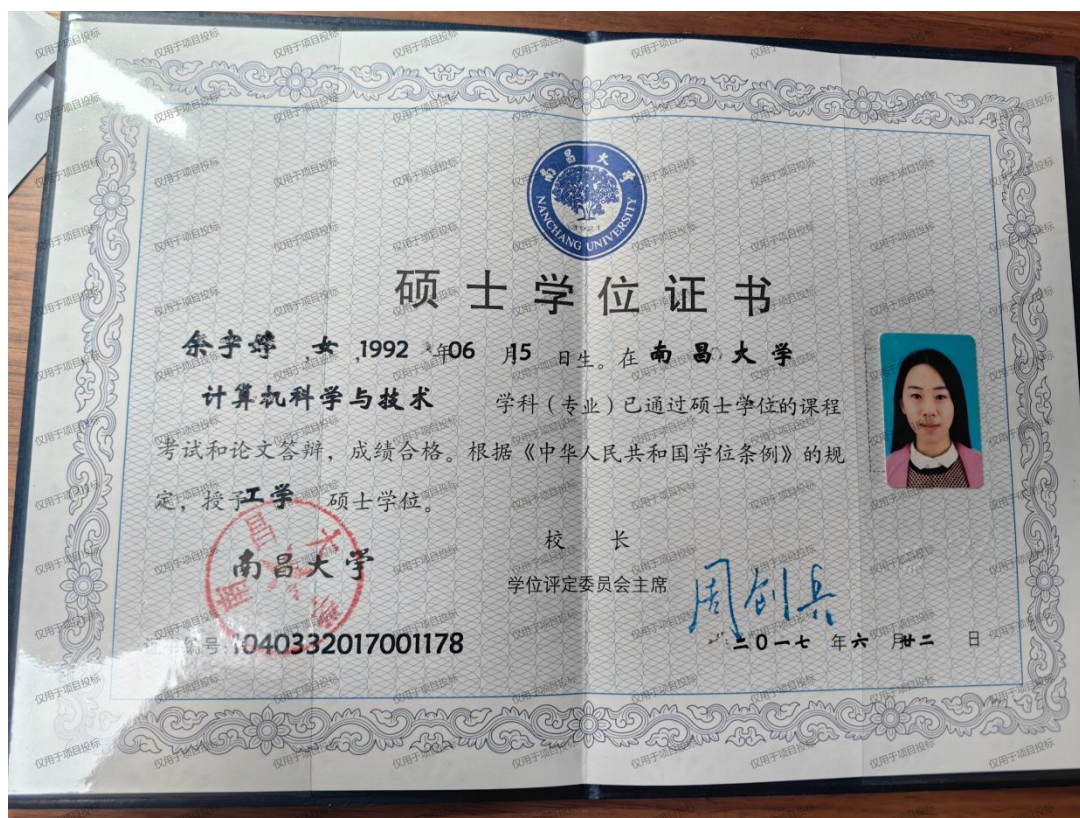 南昌大学
NANCHANG UNIVERSITY
1921
硕士学位证书
余宇婷 ,女 ,1992 年06 月15 日生。在 南昌大学
计算机科学与技术 学科(专业)已通过硕士学位的课程
考试和论文答辩，成绩合格。根据《中华人民共和国学位条例》的规
定，授予工学 硕士学位。
南昌大学
校 长
学位评定委员会主席
周创兵
证书编号:1040332017001178
二0一七 年六 月廿二 日
仅用于项目投标